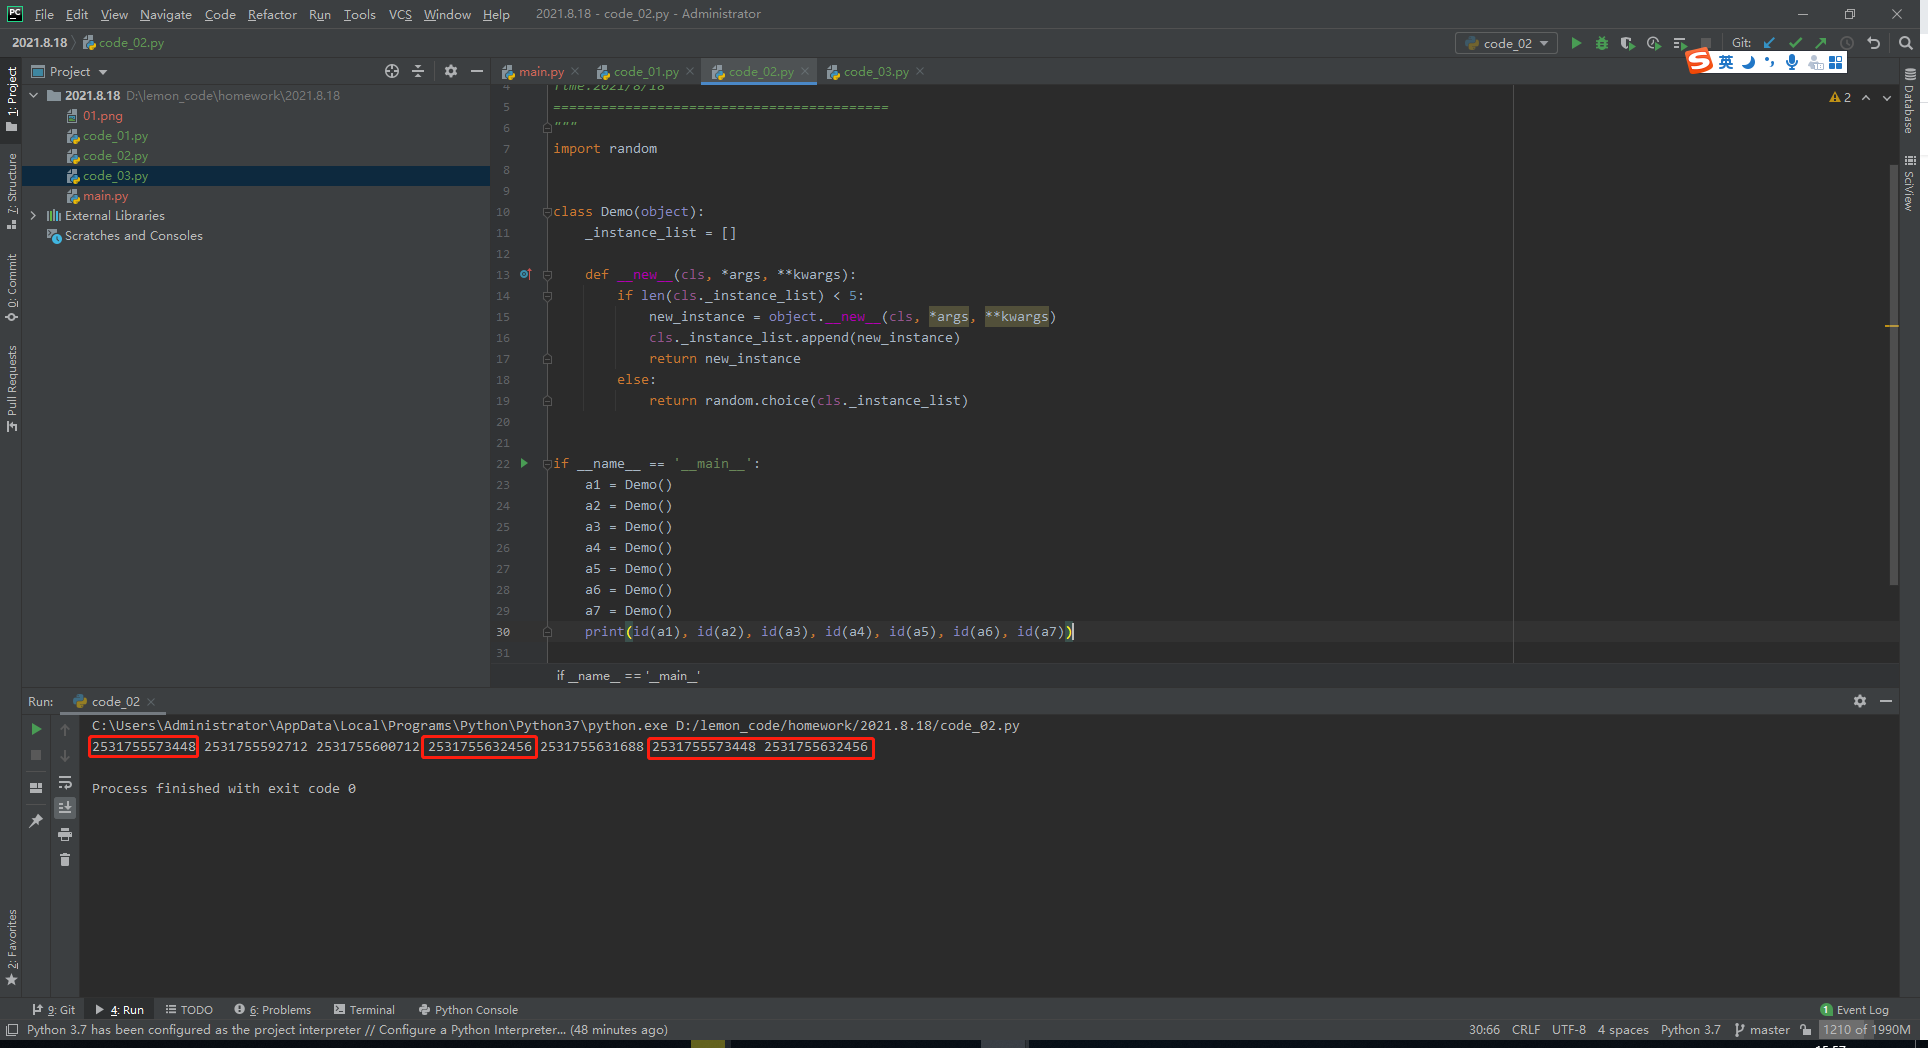 File Edit View Navigate Code Refactor Run Tools VCS Window Help 2021.8.18 - code_02.py - Administrator
2021.8.18 code_02.py code_02 Git:
英
Project main.py code_01.py code_02.py code_03.py
1: Project
7: Structure
0: Commit
Pull Requests
2: Favorites
2021.8.18 D:\lemon_code\homework\2021.8.18
01.png
code_01.py
code_02.py
code_03.py
main.py
External Libraries
Scratches and Consoles
2
Database
SciView
4 Time:2021/8/18
5 ==========================================
6 """
7 import random
8
9
10 class Demo(object):
11 _instance_list = []
12
13 def __new__(cls, *args, **kwargs):
14 if len(cls._instance_list) < 5:
15 new_instance = object.__new__(cls, *args, **kwargs)
16 cls._instance_list.append(new_instance)
17 return new_instance
18 else:
19 return random.choice(cls._instance_list)
20
21
22 if __name__ == '__main__':
23 a1 = Demo()
24 a2 = Demo()
25 a3 = Demo()
26 a4 = Demo()
27 a5 = Demo()
28 a6 = Demo()
29 a7 = Demo()
30 print(id(a1), id(a2), id(a3), id(a4), id(a5), id(a6), id(a7))
31
if __name__ == '__main__'
Run: code_02
C:\Users\Administrator\AppData\Local\Programs\Python\Python37\python.exe D:/lemon_code/homework/2021.8.18/code_02.py
2531755573448 2531755592712 2531755600712 2531755632456 2531755631688 2531755573448 2531755632456
Process finished with exit code 0
9: Git 4: Run TODO 6: Problems Terminal Python Console 1 Event Log
Python 3.7 has been configured as the project interpreter // Configure a Python Interpreter... (48 minutes ago) 30:66 CRLF UTF-8 4 spaces Python 3.7 master 1210 of 1990M